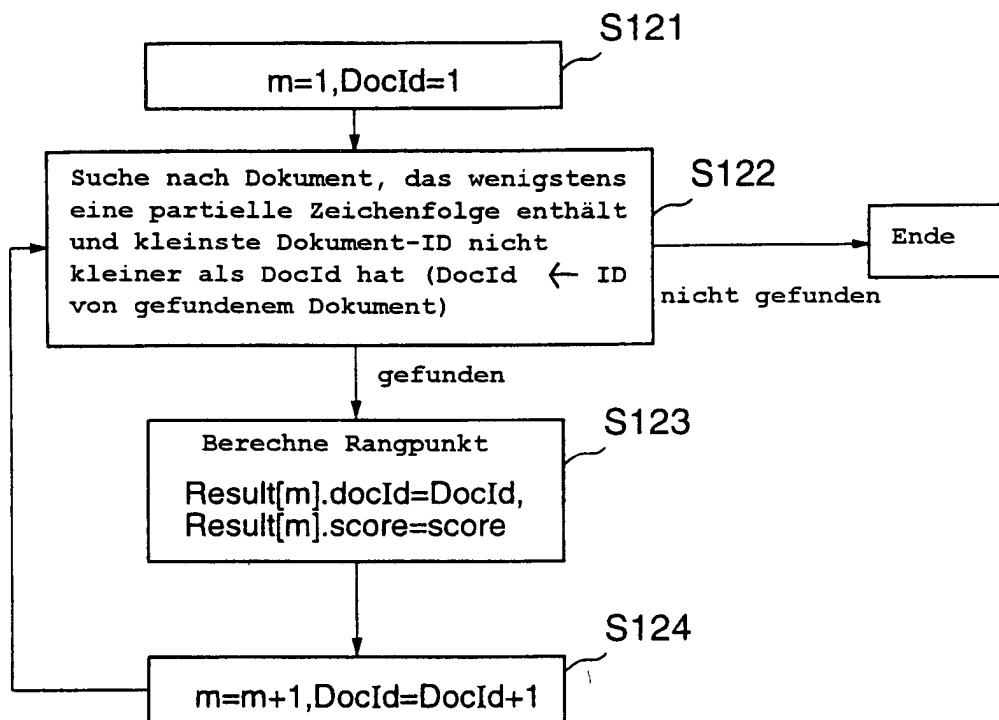 S121
m=1,DocId=1
Suche nach Dokument, das wenigstens
eine partielle Zeichenfolge enthält
und kleinste Dokument-ID nicht
kleiner als DocId hat (DocId ← ID
von gefundenem Dokument)
S122
Ende
nicht gefunden
gefunden
S123
Berechne Rangpunkt
Result[m].docId=DocId,
Result[m].score=score
S124
m=m+1,DocId=DocId+1